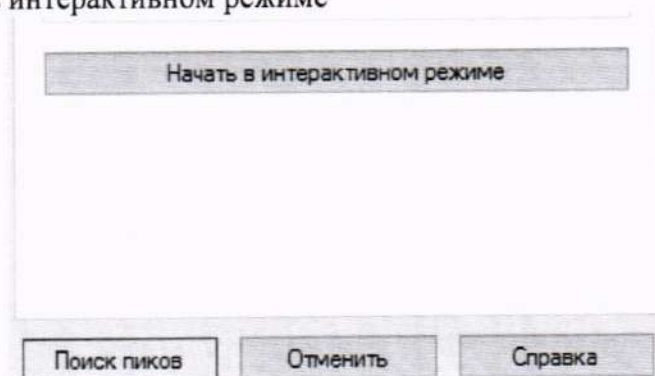 интерактивном режиме
Начать в интерактивном режиме
Поиск пиков
Отменить
Справка